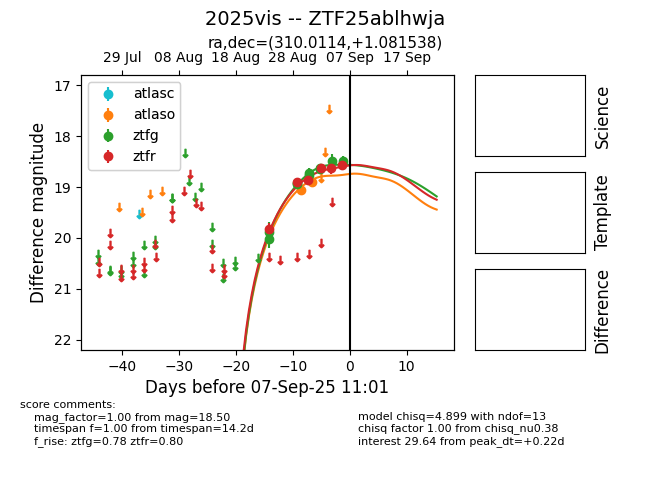 2025vis -- ZTF25ablhwja
ra,dec=(310.0114,+1.081538)
29 Jul 08 Aug 18 Aug 28 Aug 07 Sep 17 Sep
17
18
19
20
21
22
Difference magnitude
atlasc
atlaso
ztfg
ztfr
−40 −30 −20 −10 0 10
Days before 07-Sep-25 11:01
Science
Template
Difference
score comments:
mag_factor=1.00 from mag=18.50
timespan f=1.00 from timespan=14.2d
f_rise: ztfg=0.78 ztfr=0.80
model chisq=4.899 with ndof=13
chisq factor 1.00 from chisq_nu0.38
interest 29.64 from peak_dt=+0.22d